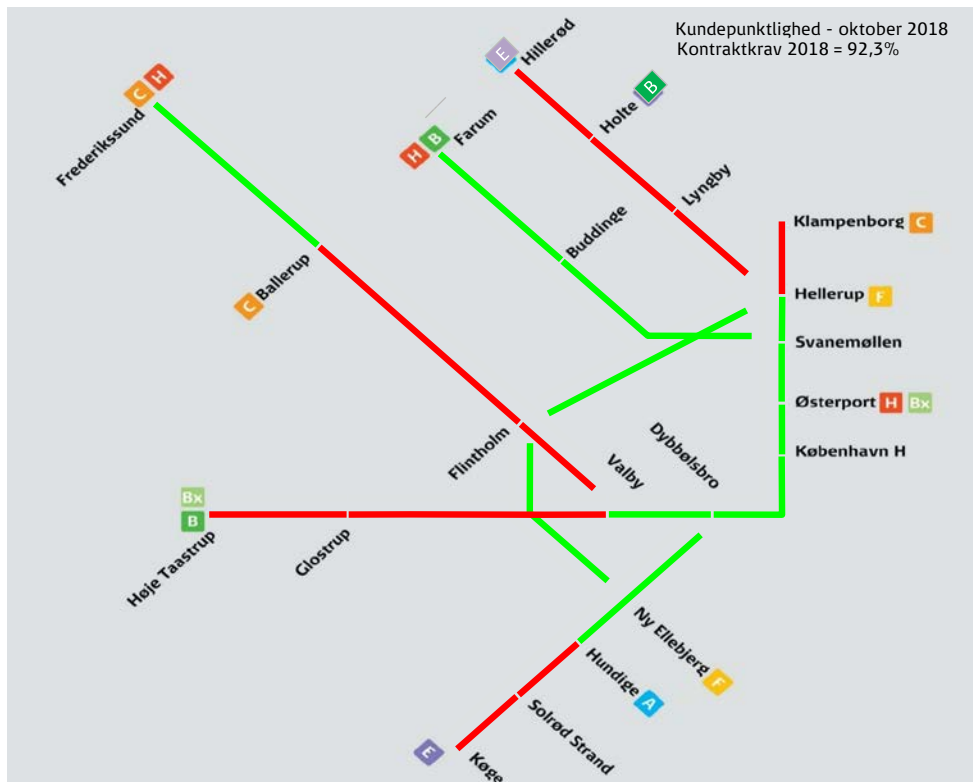 Kundepunktlighed - oktober 2018
Kontraktkrav 2018 = 92,3%
E
Hillerød
B
Holte
Lyngby
C
H
Frederikssund
H
B
Farum
Buddinge
C
Ballerup
Klampenborg C
Hellerup F
Svanemøllen
Østerport H Bx
København H
Flintholm
Valby
Dybbølsbro
Bx
B
Høje Taastrup
Glostrup
Ny Ellebjerg F
Hundige A
Solrød Strand
E
Køge